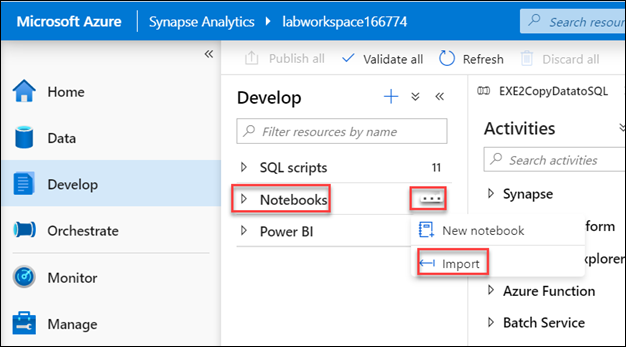 Microsoft Azure
Synapse Analytics
labworkspace166774
Search resources
Publish all
Validate all
Refresh
Discard all
Home
Data
Develop
Orchestrate
Monitor
Manage
Develop
Filter resources by name
SQL scripts 11
Notebooks ...
Power BI
New notebook
Import
EXE2CopyDatatoSQL
Activities
Search activities
Synapse
form
Explorer
Azure Function
Batch Service